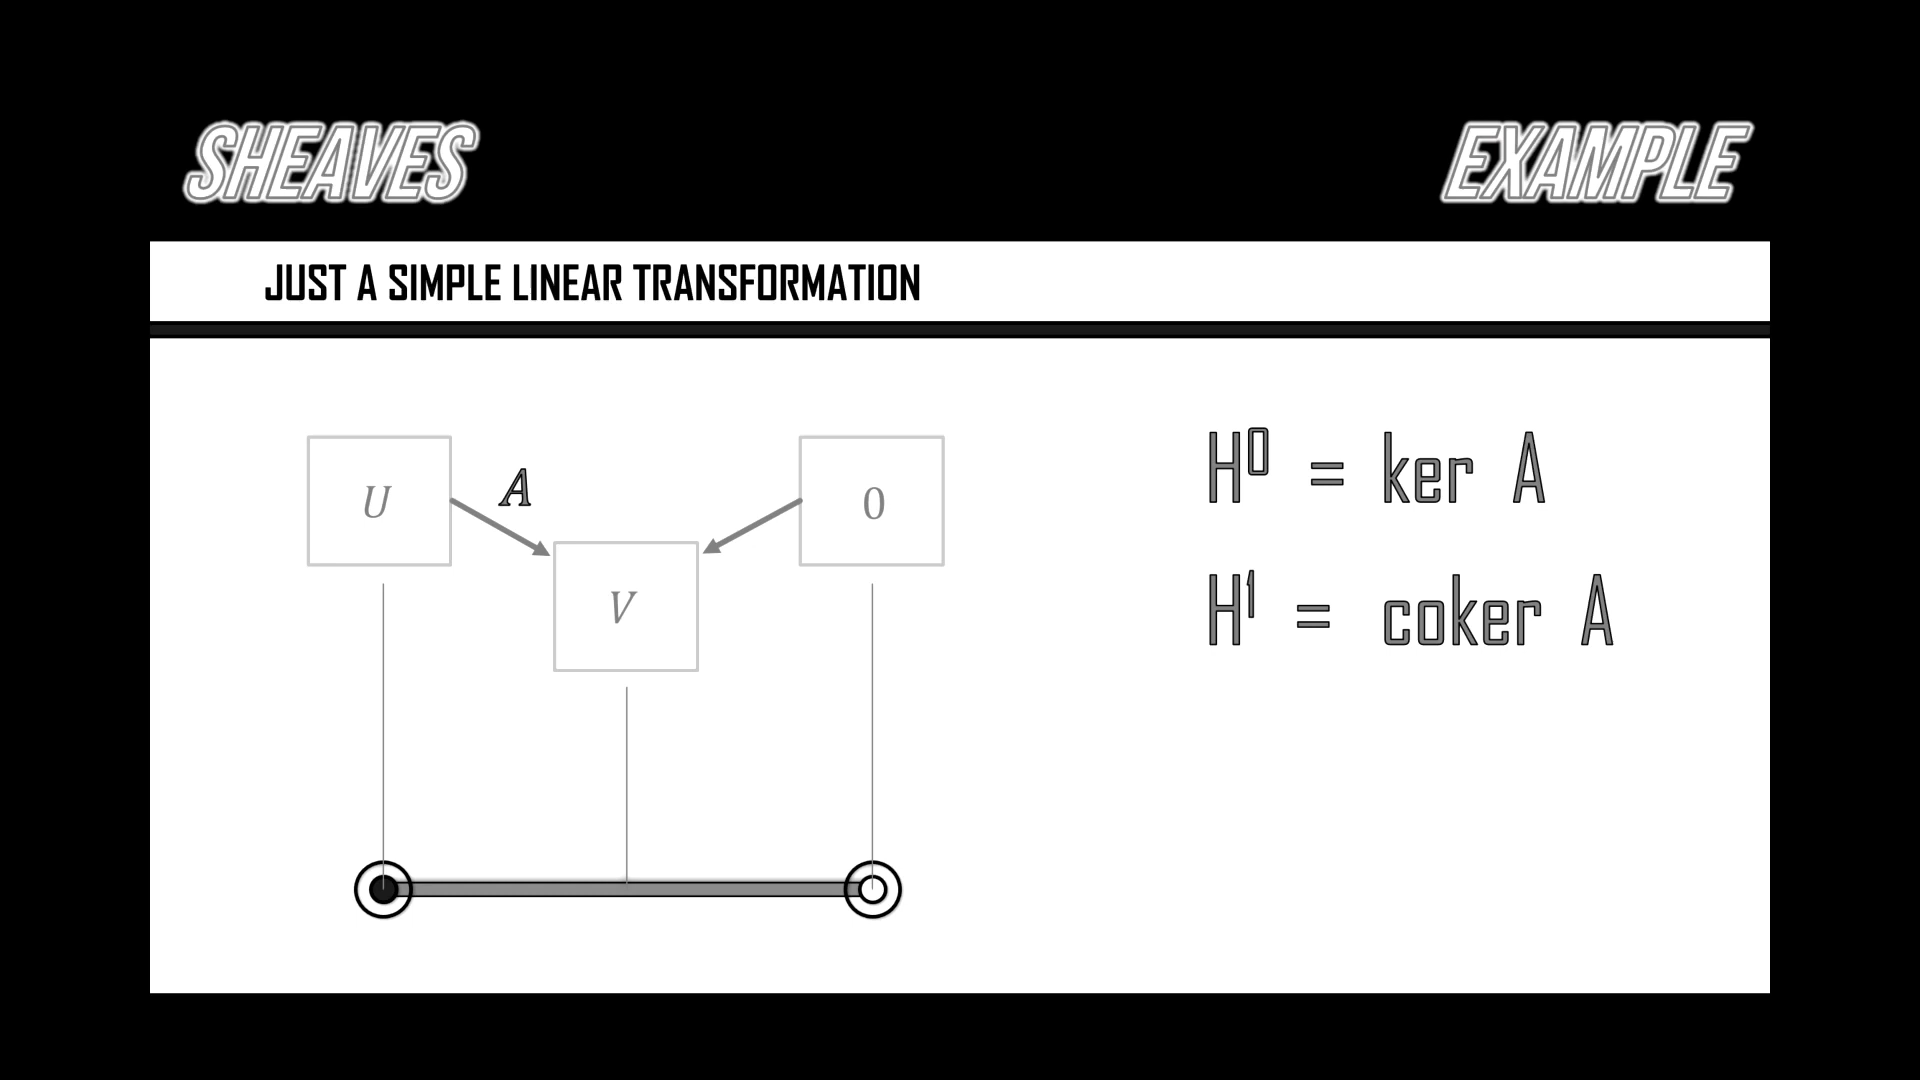 SHEAVES
EXAMPLE
JUST A SIMPLE LINEAR TRANSFORMATION
U
A
0
V
H⁰ = ker A
H¹ = coker A